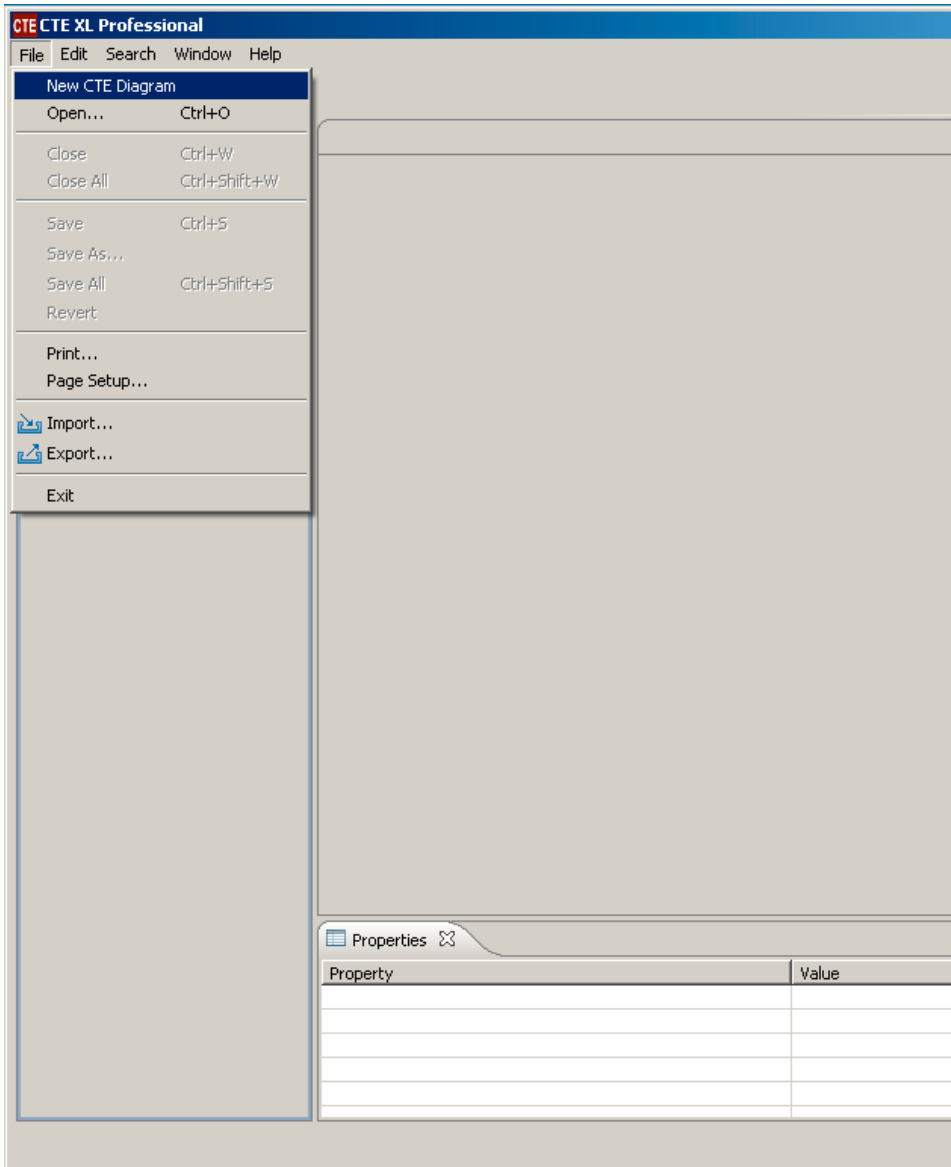 CTE CTE XL Professional
File Edit Search Window Help
New CTE Diagram
Open... Ctrl+O
Close Ctrl+W
Close All Ctrl+Shift+W
Save Ctrl+S
Save As...
Save All Ctrl+Shift+S
Revert
Print...
Page Setup...
Import...
Export...
Exit
Properties
Property Value